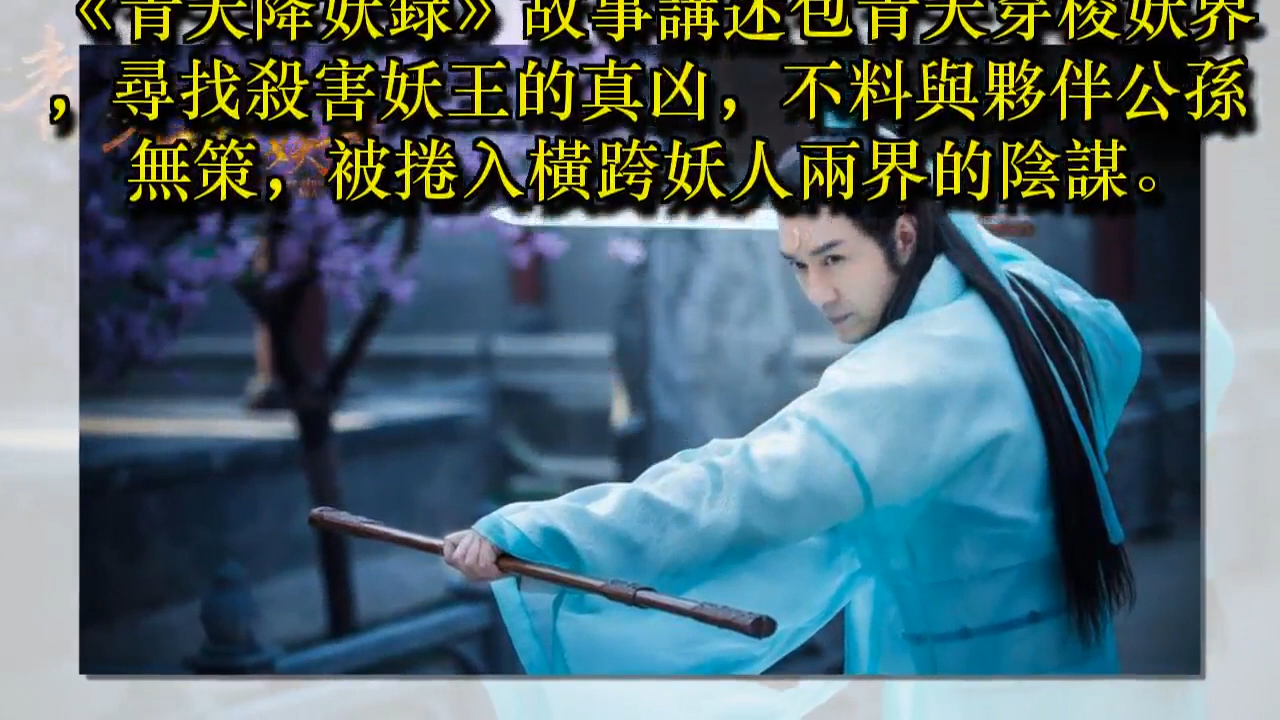 《青天降妖錄》故事講述包青天穿梭妖界
，尋找殺害妖王的真凶，不料與夥伴公孫
無策，被捲入橫跨妖人兩界的陰謀。